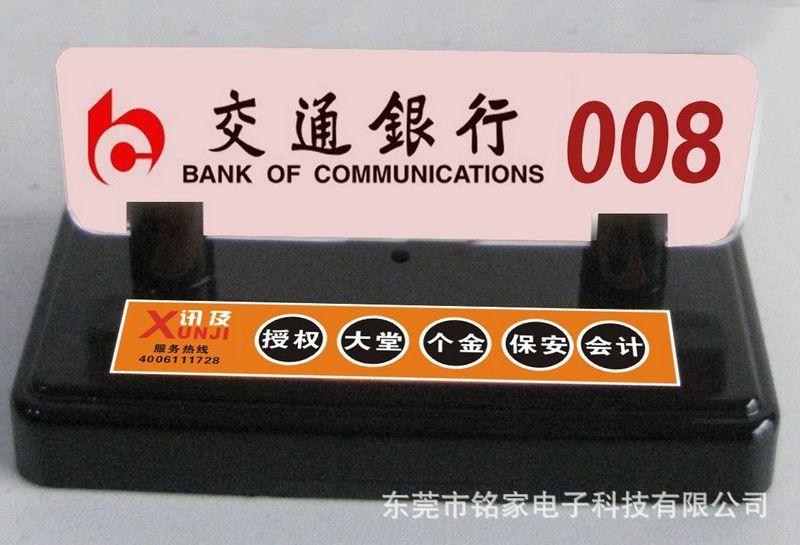 交通銀行
BANK OF COMMUNICATIONS
008
讯及
XUNJI
服务热线
4006111728
授权 大堂 个金 保安 会计
东莞市铭家电子科技有限公司